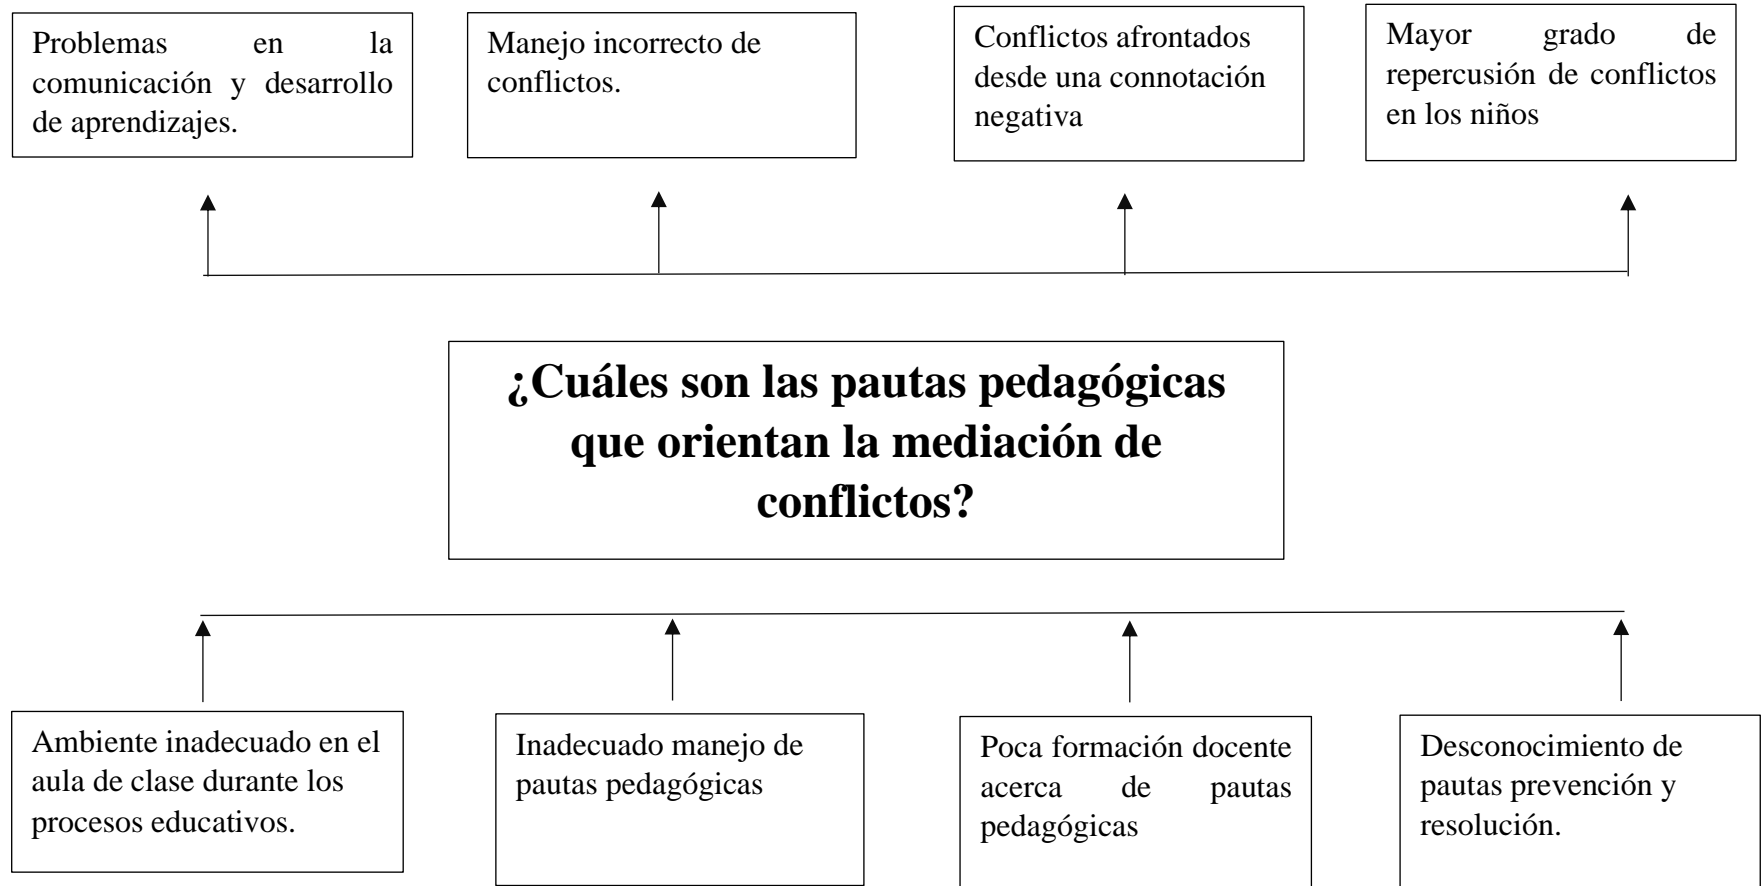 Problemas en la
comunicación y desarrollo
de aprendizajes.
Manejo incorrecto de
conflictos.
Conflictos afrontados
desde una connotación
negativa
Mayor grado de
repercusión de conflictos
en los niños
¿Cuáles son las pautas pedagógicas
que orientan la mediación de
conflictos?
Ambiente inadecuado en el
aula de clase durante los
procesos educativos.
Inadecuado manejo de
pautas pedagógicas
Poca formación docente
acerca de pautas
pedagógicas
Desconocimiento de
pautas prevención y
resolución.